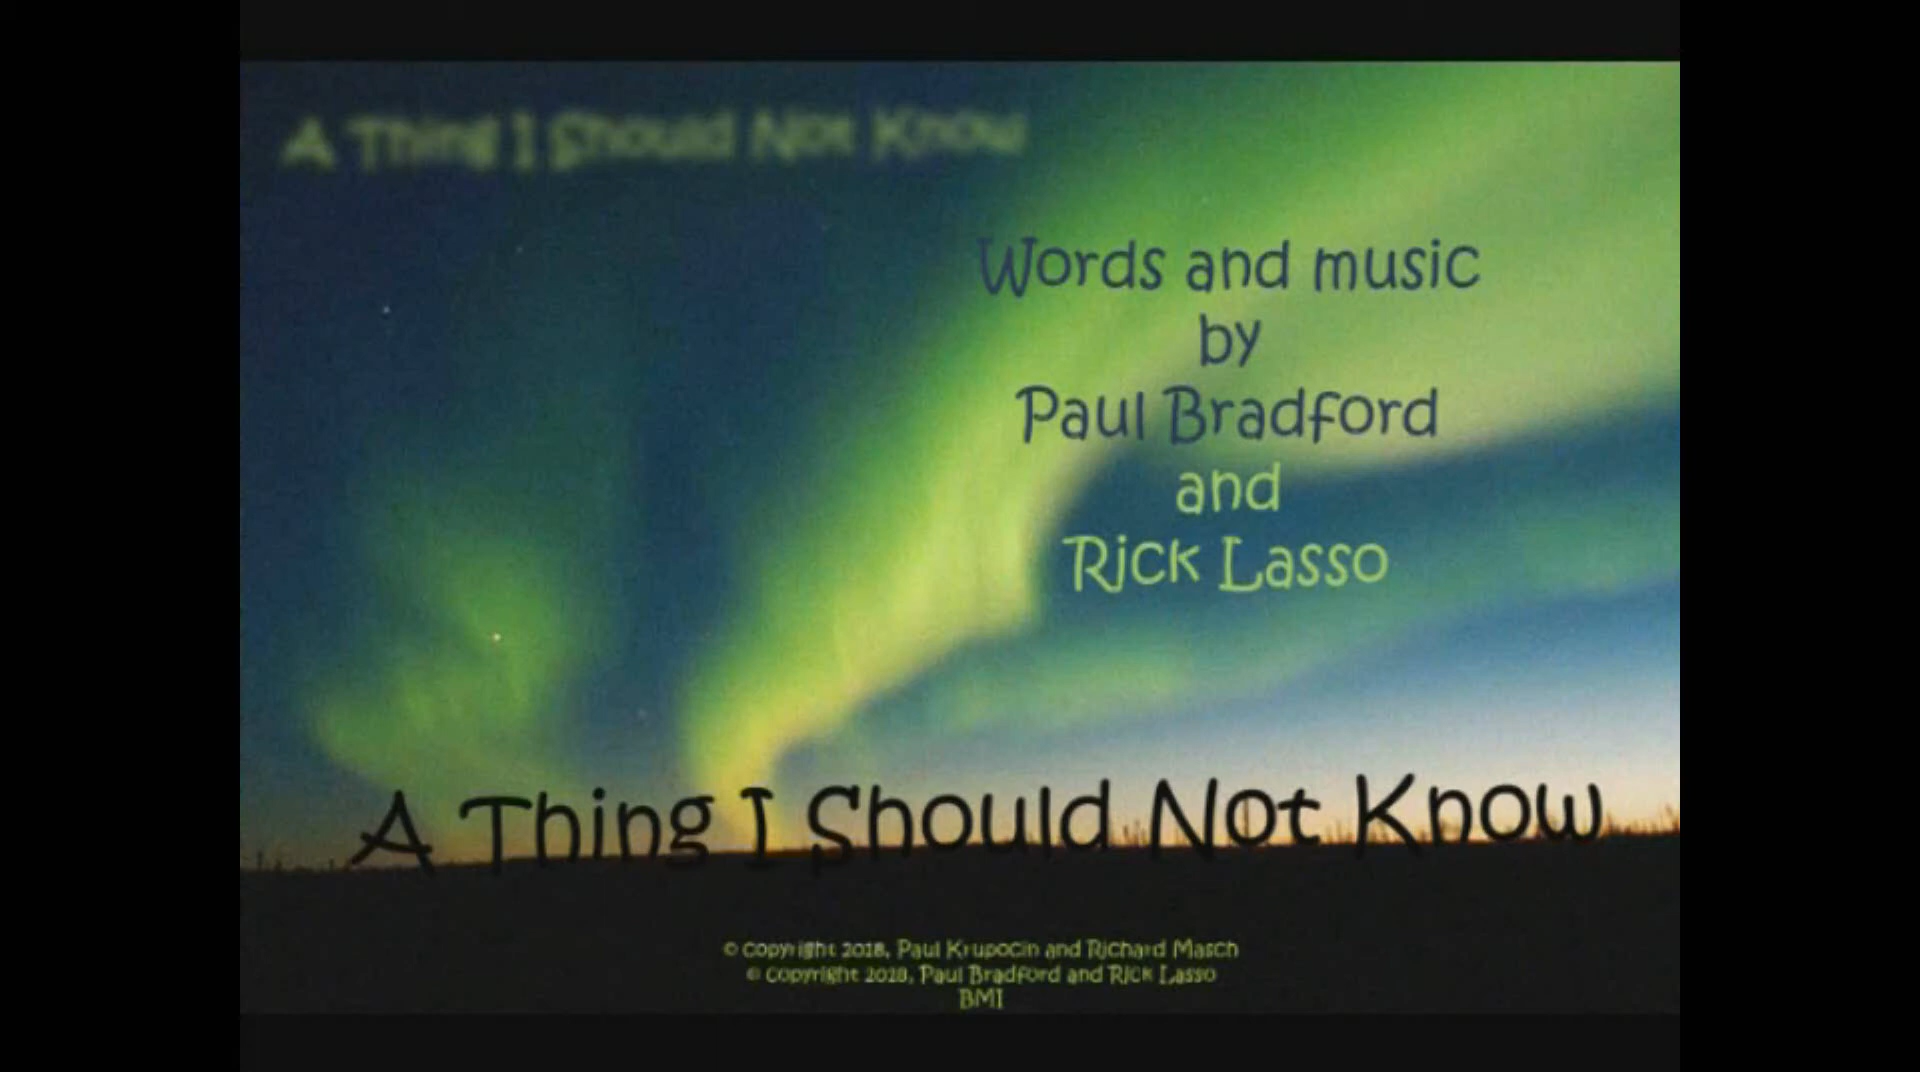 A Thing I Should Not Know
Words and music
by
Paul Bradford
and
Rick Lasso
A Thing I Should Not Know
© Copyright 2018, Paul Krupocin and Richard Masch
© Copyright 2018, Paul Bradford and Rick Lasso
BMI